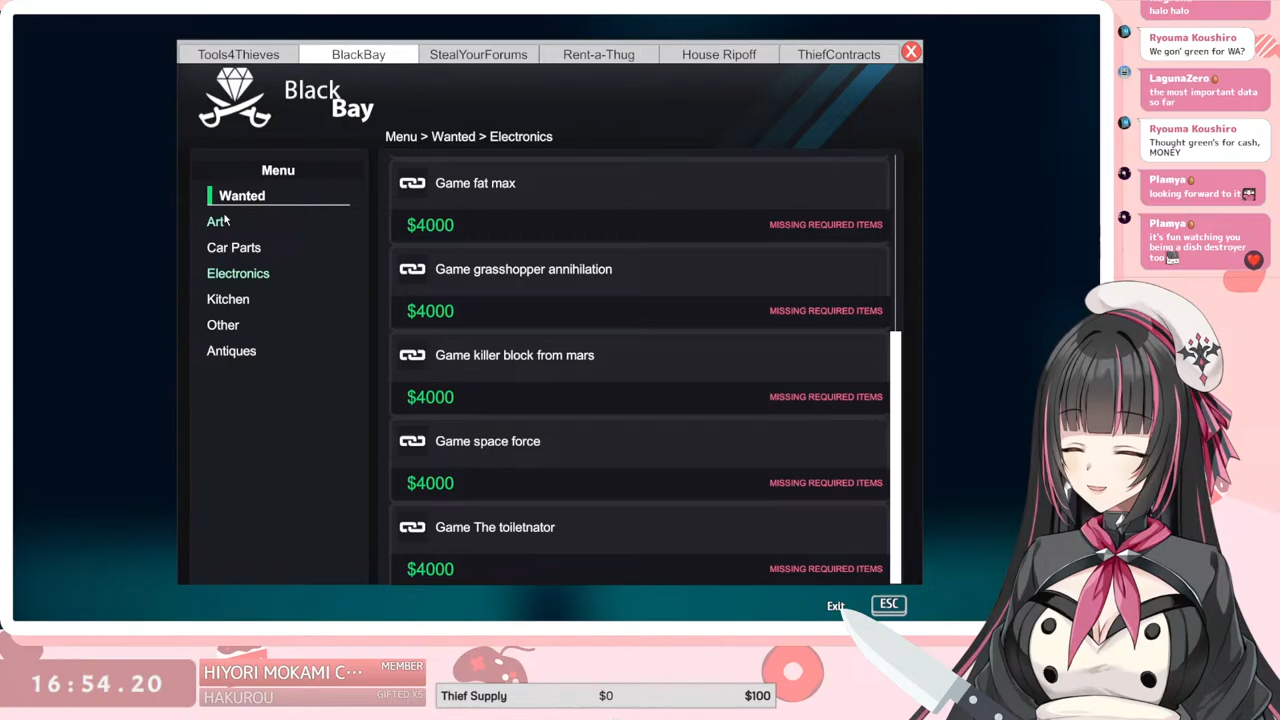 Tools4Thieves
BlackBay
StealYourForums
Rent-a-Thug
House Ripoff
ThiefContracts
X
Black
Bay
Menu > Wanted > Electronics
Menu
Wanted
Art
Car Parts
Electronics
Kitchen
Other
Antiques
Game fat max
$4000
MISSING REQUIRED ITEMS
Game grasshopper annihilation
$4000
MISSING REQUIRED ITEMS
Game killer block from mars
$4000
MISSING REQUIRED ITEMS
Game space force
$4000
MISSING REQUIRED ITEMS
Game The toiletnator
$4000
MISSING REQUIRED ITEMS
Exit
ESC
halo halo
Ryouma Koushiro
We gon' green for WA?
LagunaZero
the most important data
so far
Ryouma Koushiro
Thought green's for cash,
MONEY
Plamya
looking forward to it
Plamya
it's fun watching you
being a dish destroyer
too
16:54.20
HIYORI MOKAMI C⋯
MEMBER
HAKUROU
GIFTED X5
Thief Supply
$0
$100